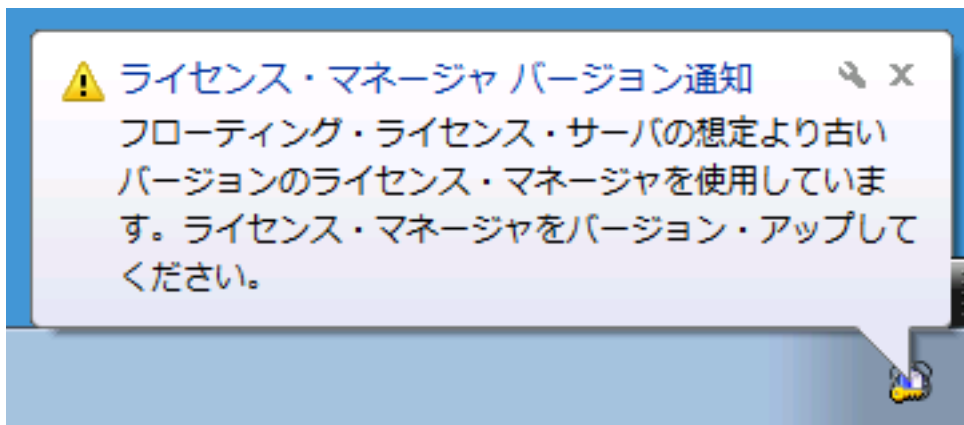 ライセンス・マネージャ バージョン通知
フローティング・ライセンス・サーバの想定より古い
バージョンのライセンス・マネージャを使用していま
す。ライセンス・マネージャをバージョン・アップして
ください。